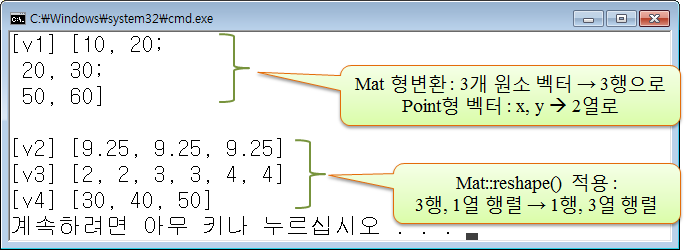 C:\Windows\system32\cmd.exe
[v1] [10, 20;
 20, 30;
 50, 60]
Mat 형변환 : 3개 원소 벡터 → 3행으로
Point형 벡터 : x, y → 2열로
[v2] [9.25, 9.25, 9.25]
[v3] [2, 2, 3, 3, 4, 4]
[v4] [30, 40, 50]
Mat::reshape() 적용 :
3행, 1열 행렬 → 1행, 3열 행렬
계속하려면 아무 키나 누르십시오 . . .